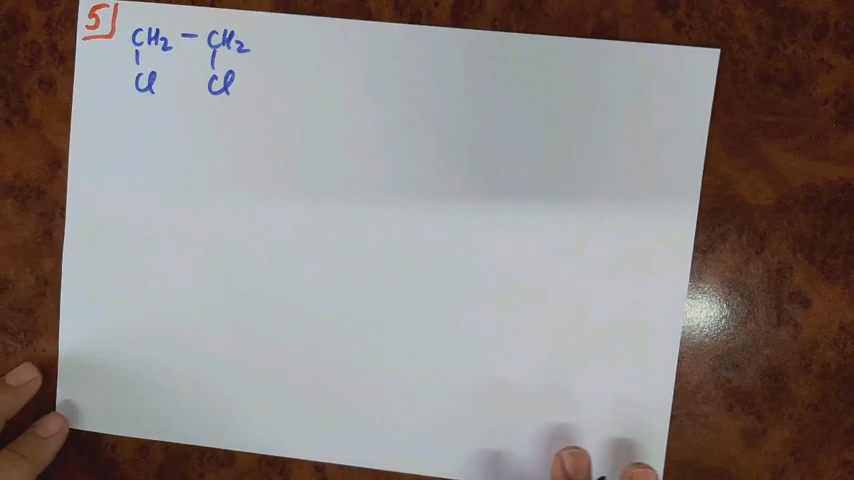 5] CH₂ - CH₂
| |
Cl Cl